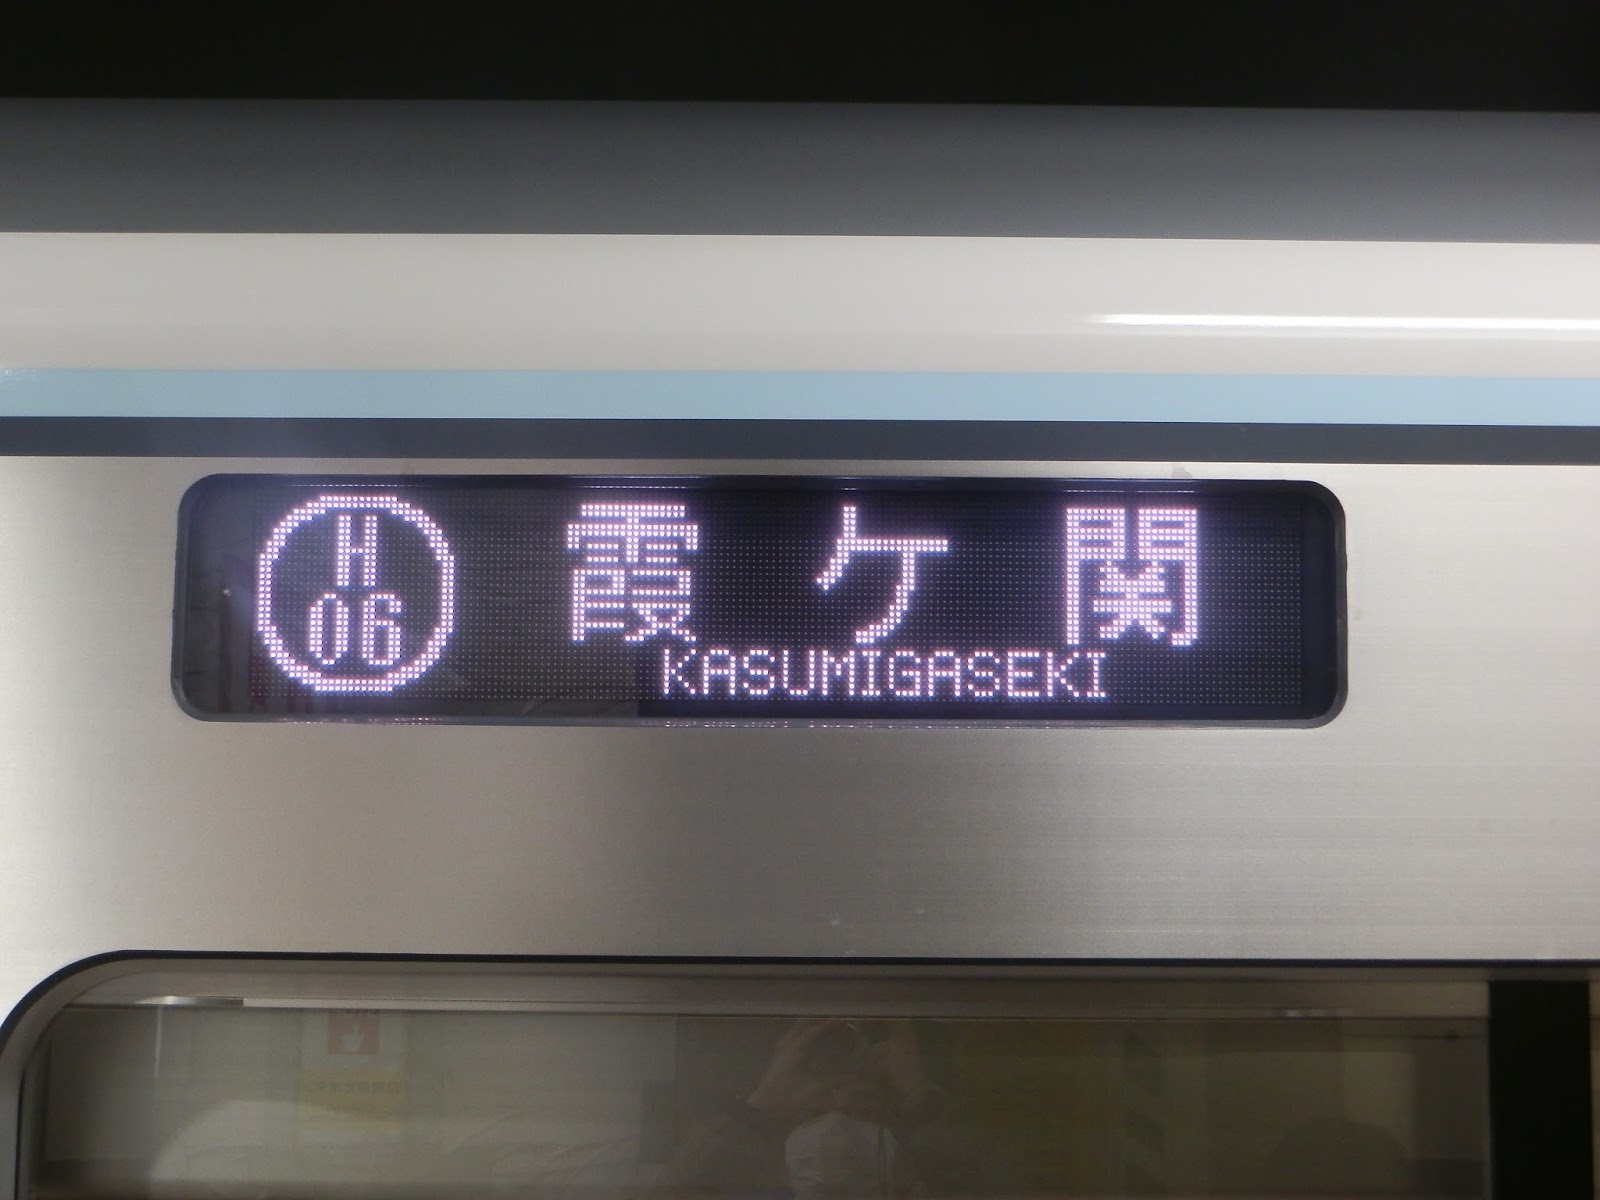 H
06
霞ケ関
KASUMIGASEKI